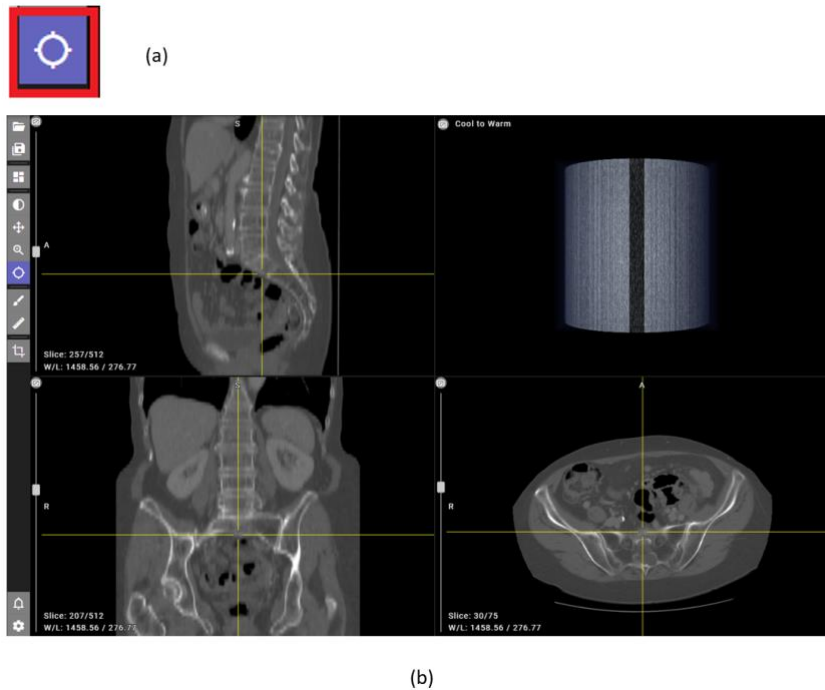 (a)
S
Cool to Warm
A
Slice: 257/512
W/L: 1458.56 / 276.77
S
A
R
R
Slice: 207/512
W/L: 1458.56 / 276.77
Slice: 30/75
W/L: 1458.56 / 276.77
(b)